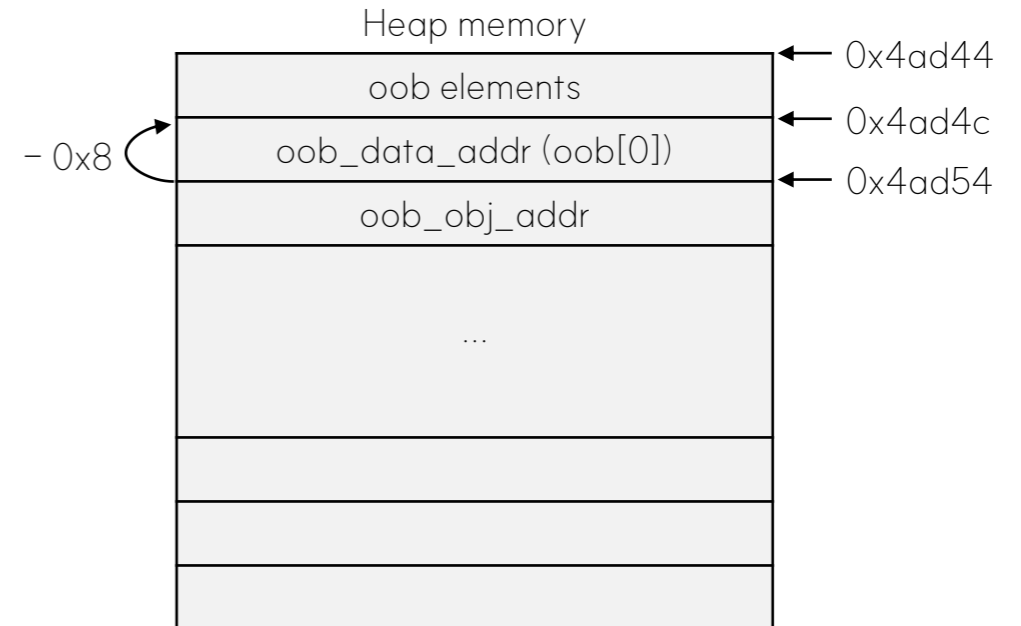 Heap memory
0x4ad44
oob elements
0x4ad4c
- 0x8
oob_data_addr (oob[0])
0x4ad54
oob_obj_addr
...